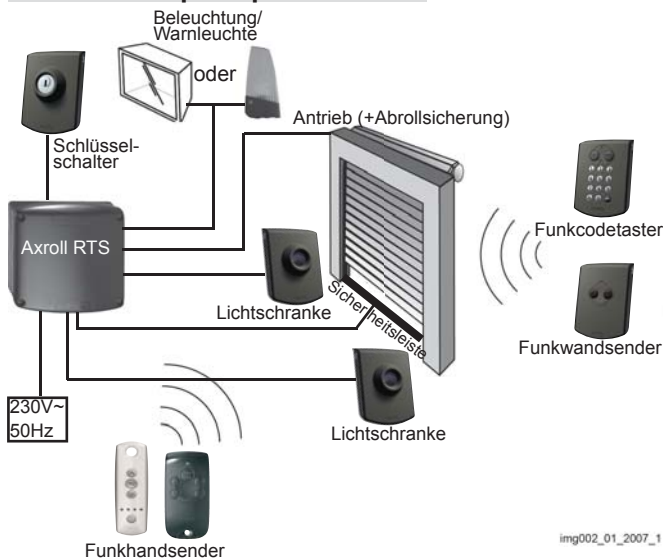 Beleuchtung/
Warnleuchte
oder
Antrieb (+Abrollsicherung)
Schlüssel-
schalter
Axroll RTS
Funkcodetaster
Lichtschranke
Sicherheitsleiste
Funkwandsender
230V~
50Hz
Lichtschranke
Funkhandsender
img002_01_2007_1